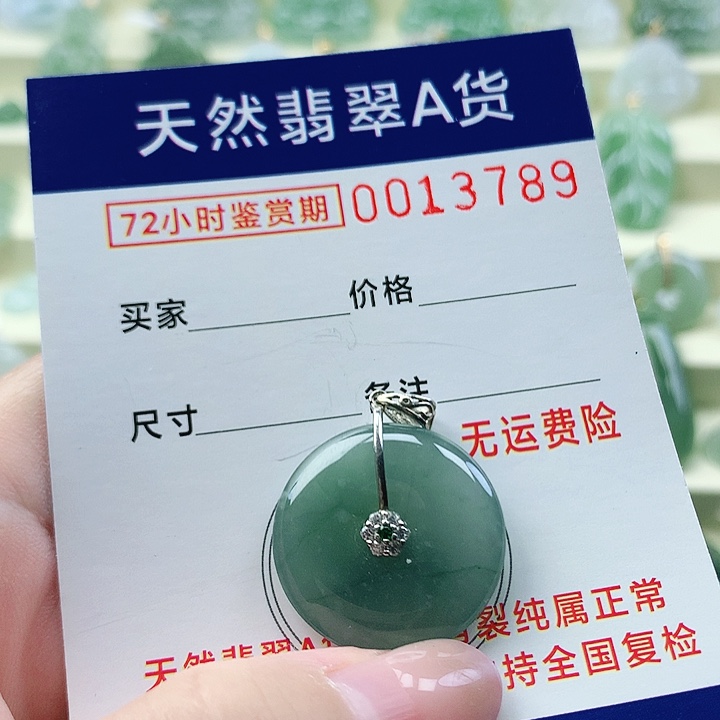 天然翡翠A货
72小时鉴赏期 0013789
买家 价格
尺寸 备注
无运费险
天然翡翠A 裂纯属正常
持全国复检